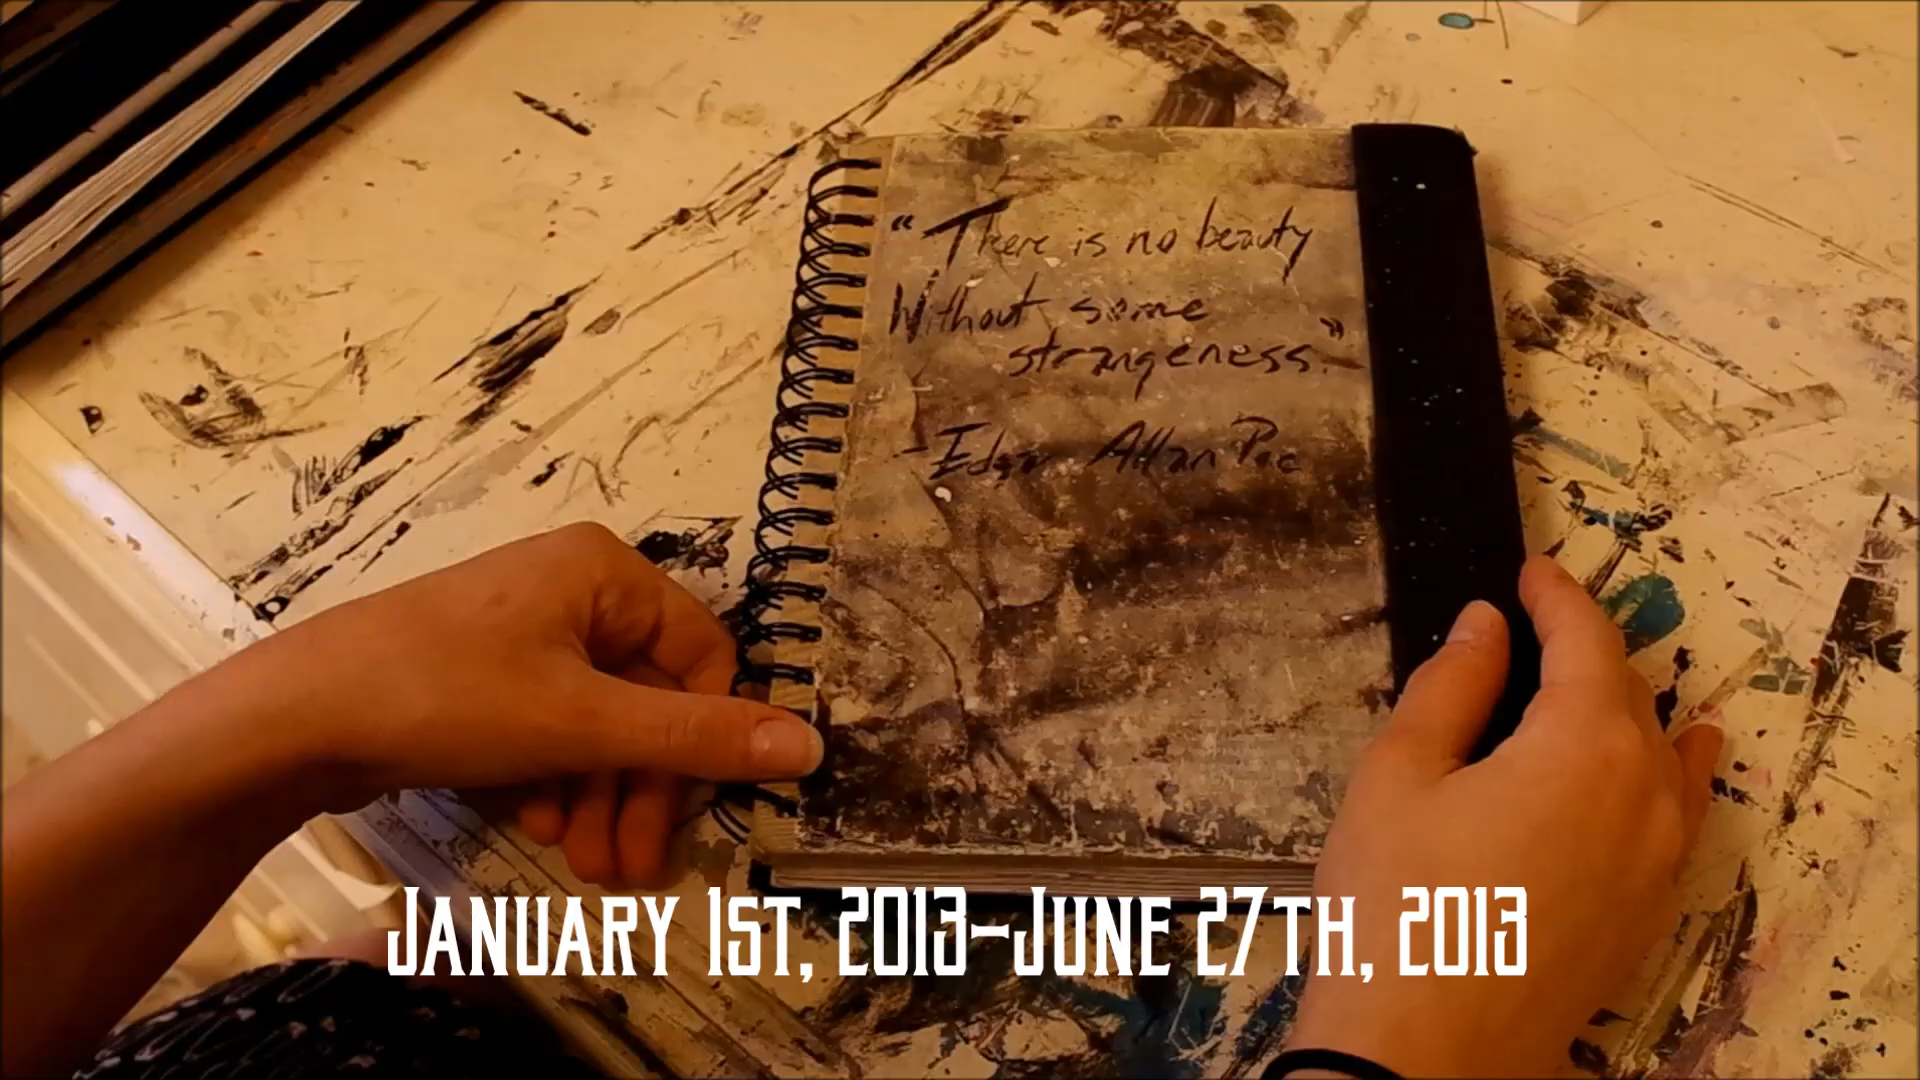 “There is no beauty
Without some
strangeness.”
-Edgar Allan Poe
January 1st, 2013-June 27th, 2013